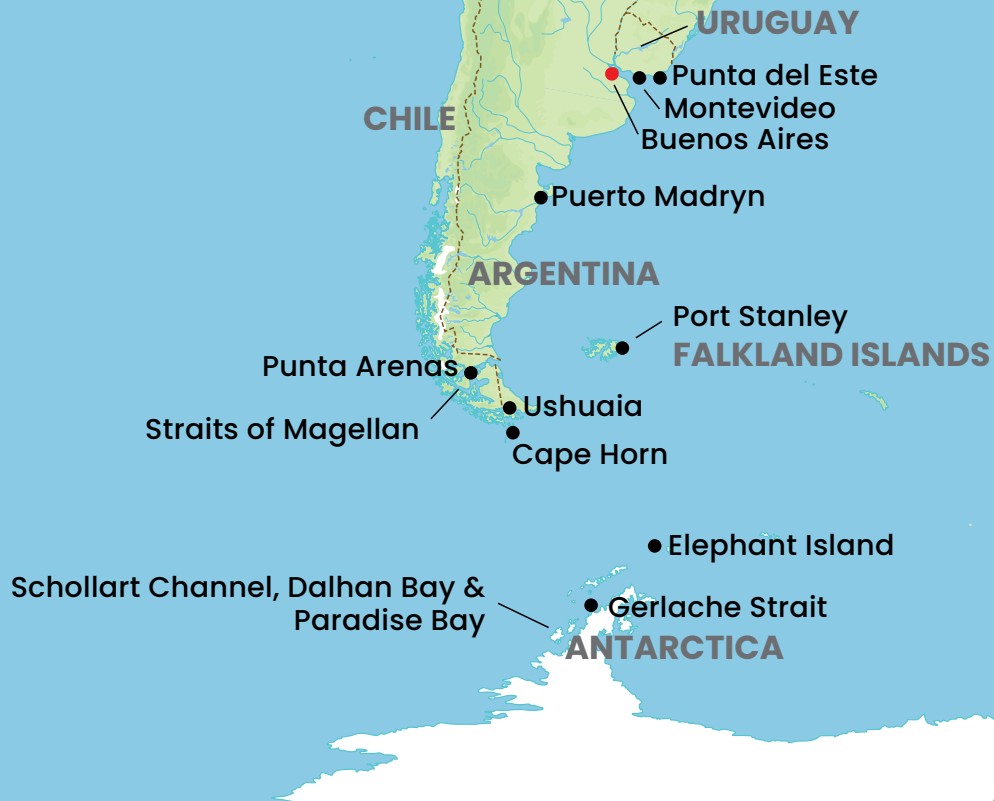 URUGUAY
Punta del Este
Montevideo
Buenos Aires
CHILE
Puerto Madryn
ARGENTINA
Port Stanley
FALKLAND ISLANDS
Punta Arenas
Ushuaia
Straits of Magellan
Cape Horn
Elephant Island
Schollart Channel, Dalhan Bay &
Paradise Bay
Gerlache Strait
ANTARCTICA